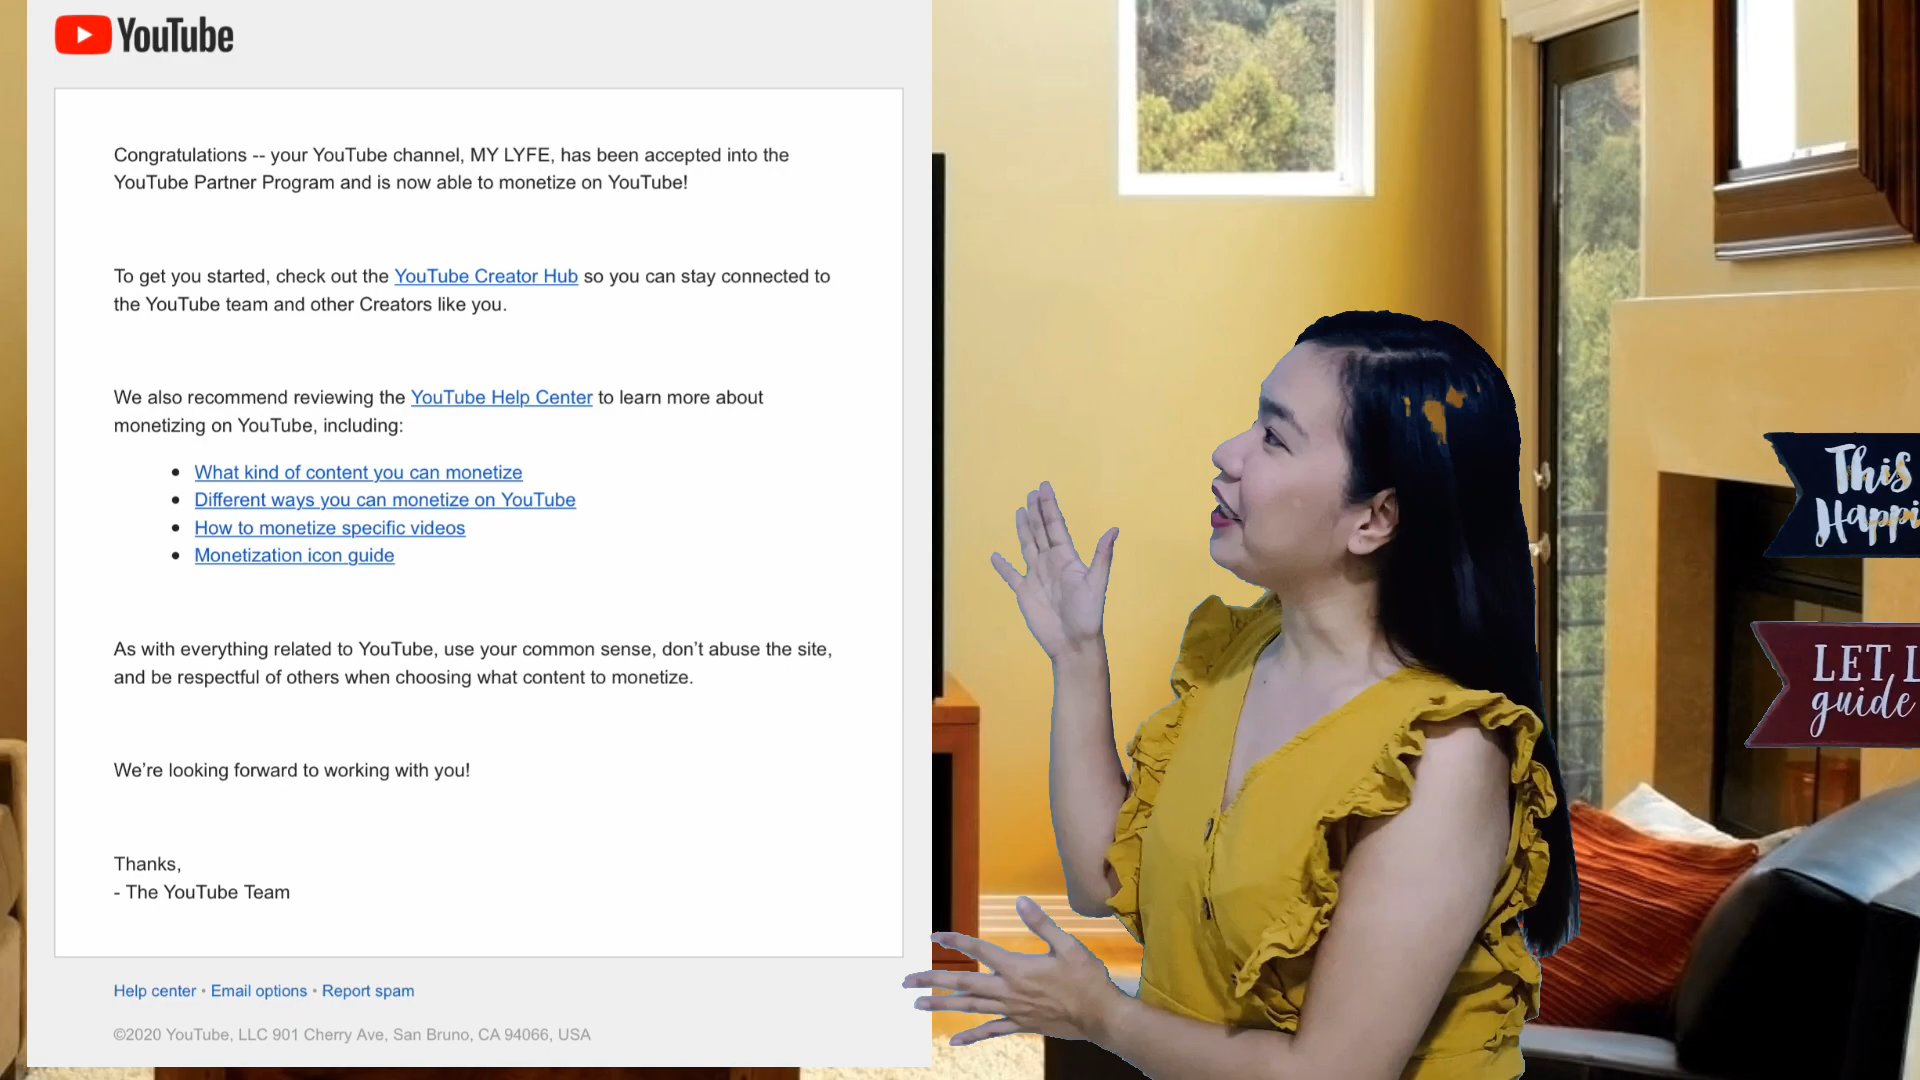 YouTube
Congratulations -- your YouTube channel, MY LYFE, has been accepted into the
YouTube Partner Program and is now able to monetize on YouTube!
To get you started, check out the YouTube Creator Hub so you can stay connected to
the YouTube team and other Creators like you.
We also recommend reviewing the YouTube Help Center to learn more about
monetizing on YouTube, including:
• What kind of content you can monetize
• Different ways you can monetize on YouTube
• How to monetize specific videos
• Monetization icon guide
As with everything related to YouTube, use your common sense, don’t abuse the site,
and be respectful of others when choosing what content to monetize.
We’re looking forward to working with you!
Thanks,
- The YouTube Team
Help center • Email options • Report spam
©2020 YouTube, LLC 901 Cherry Ave, San Bruno, CA 94066, USA
This
Happi
LET L
guide